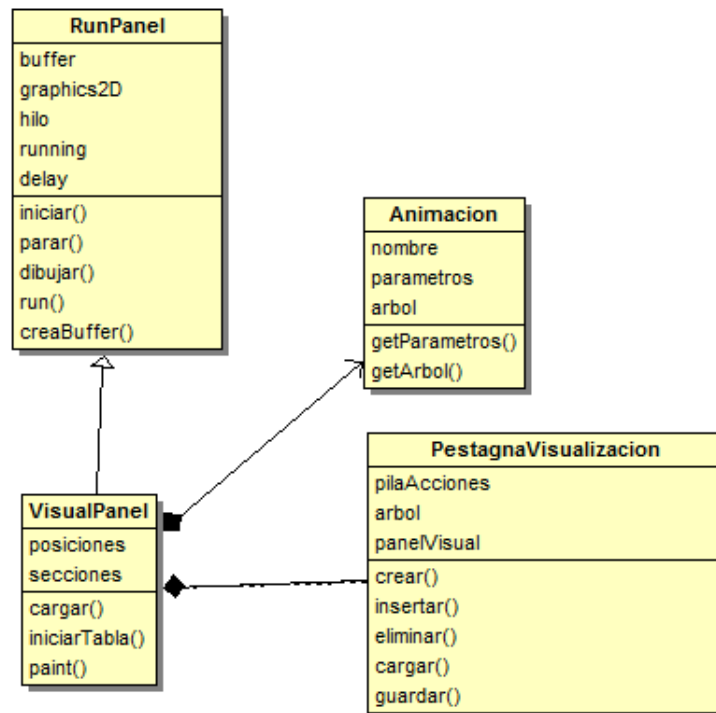 RunPanel
buffer
graphics2D
hilo
running
delay
iniciar()
parar()
dibujar()
run()
creaBuffer()
Animacion
nombre
parametros
arbol
getParametros()
getArbol()
VisualPanel
posiciones
secciones
cargar()
iniciarTabla()
paint()
PestagnaVisualizacion
pilaAcciones
arbol
panelVisual
crear()
insertar()
eliminar()
cargar()
guardar()